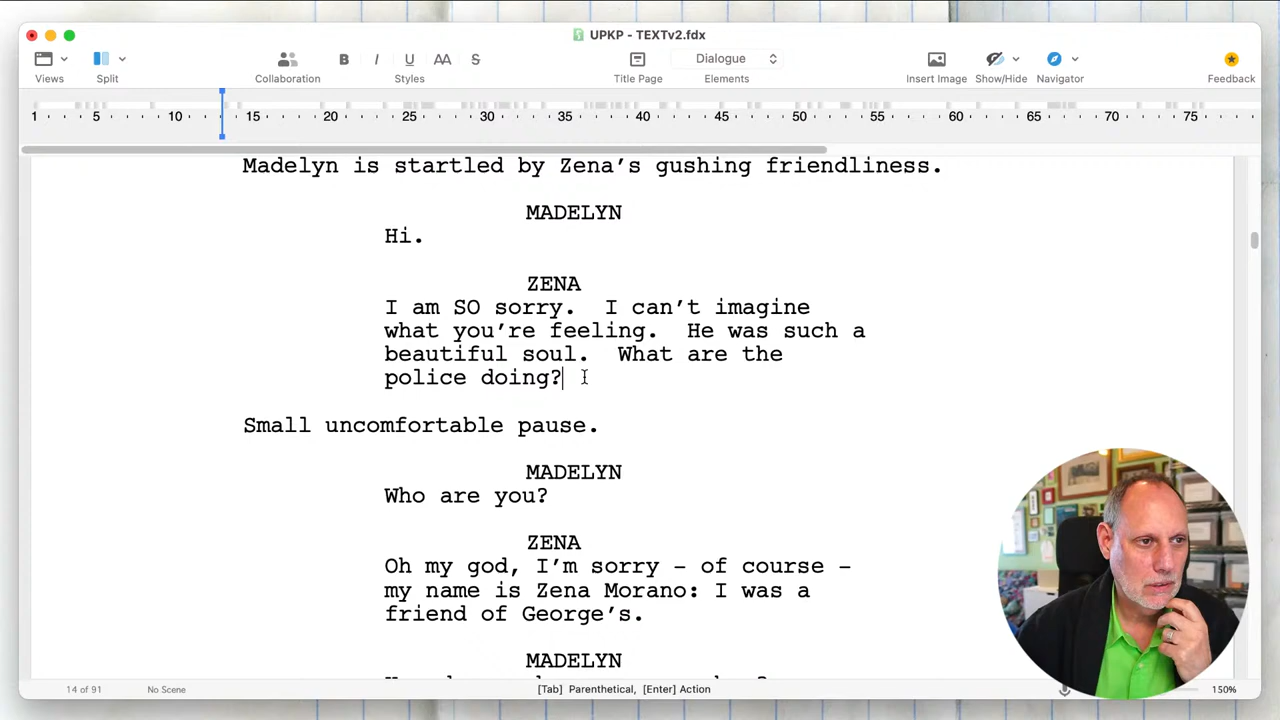 UPKP - TEXTv2.fdx
Views
Split
Collaboration
B I U AA S
Styles
Title Page
Dialogue
Elements
Insert Image
Show/Hide
Navigator
Feedback
1 5 10 15 20 25 30 35 40 45 50 55 60 65 70 75
Madelyn is startled by Zena’s gushing friendliness.
MADELYN
Hi.
ZENA
I am SO sorry.  I can’t imagine
what you’re feeling.  He was such a
beautiful soul.  What are the
police doing?
Small uncomfortable pause.
MADELYN
Who are you?
ZENA
Oh my god, I’m sorry – of course –
my name is Zena Morano: I was a
friend of George’s.
MADELYN
14 of 91
No Scene
[Tab] Parenthetical, [Enter] Action
150%